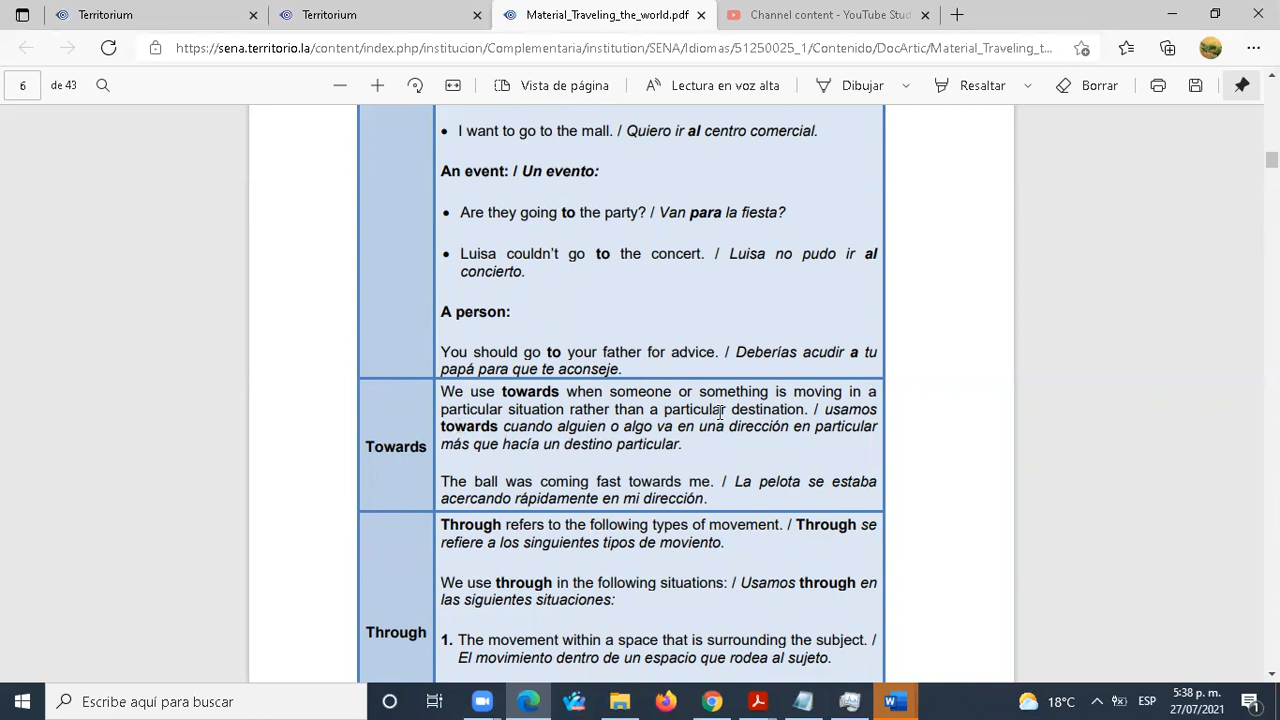 Territorium
Territorium
Material_Traveling_the_world.pdf
Channel content - YouTube Stud
https://sena.territorio.la/content/index.php/institucion/Complementaria/institution/SENA/Idiomas/51250025_1/Contenido/DocArtic/Material_Traveling_t...
6 de 43
Vista de página
Lectura en voz alta
Dibujar
Resaltar
Borrar
• I want to go to the mall. / Quiero ir al centro comercial.
An event: / Un evento:
• Are they going to the party? / Van para la fiesta?
• Luisa couldn't go to the concert. / Luisa no pudo ir al
concierto.
A person:
You should go to your father for advice. / Deberías acudir a tu
papá para que te aconseje.
Towards
We use towards when someone or something is moving in a
particular situation rather than a particular destination. / usamos
towards cuando alguien o algo va en una dirección en particular
más que hacía un destino particular.
The ball was coming fast towards me. / La pelota se estaba
acercando rápidamente en mi dirección.
Through
Through refers to the following types of movement. / Through se
refiere a los singuientes tipos de moviento.
We use through in the following situations: / Usamos through en
las siguientes situaciones:
1. The movement within a space that is surrounding the subject. /
El movimiento dentro de un espacio que rodea al sujeto.
Escribe aquí para buscar
18°C
ESP
5:38 p. m.
27/07/2021